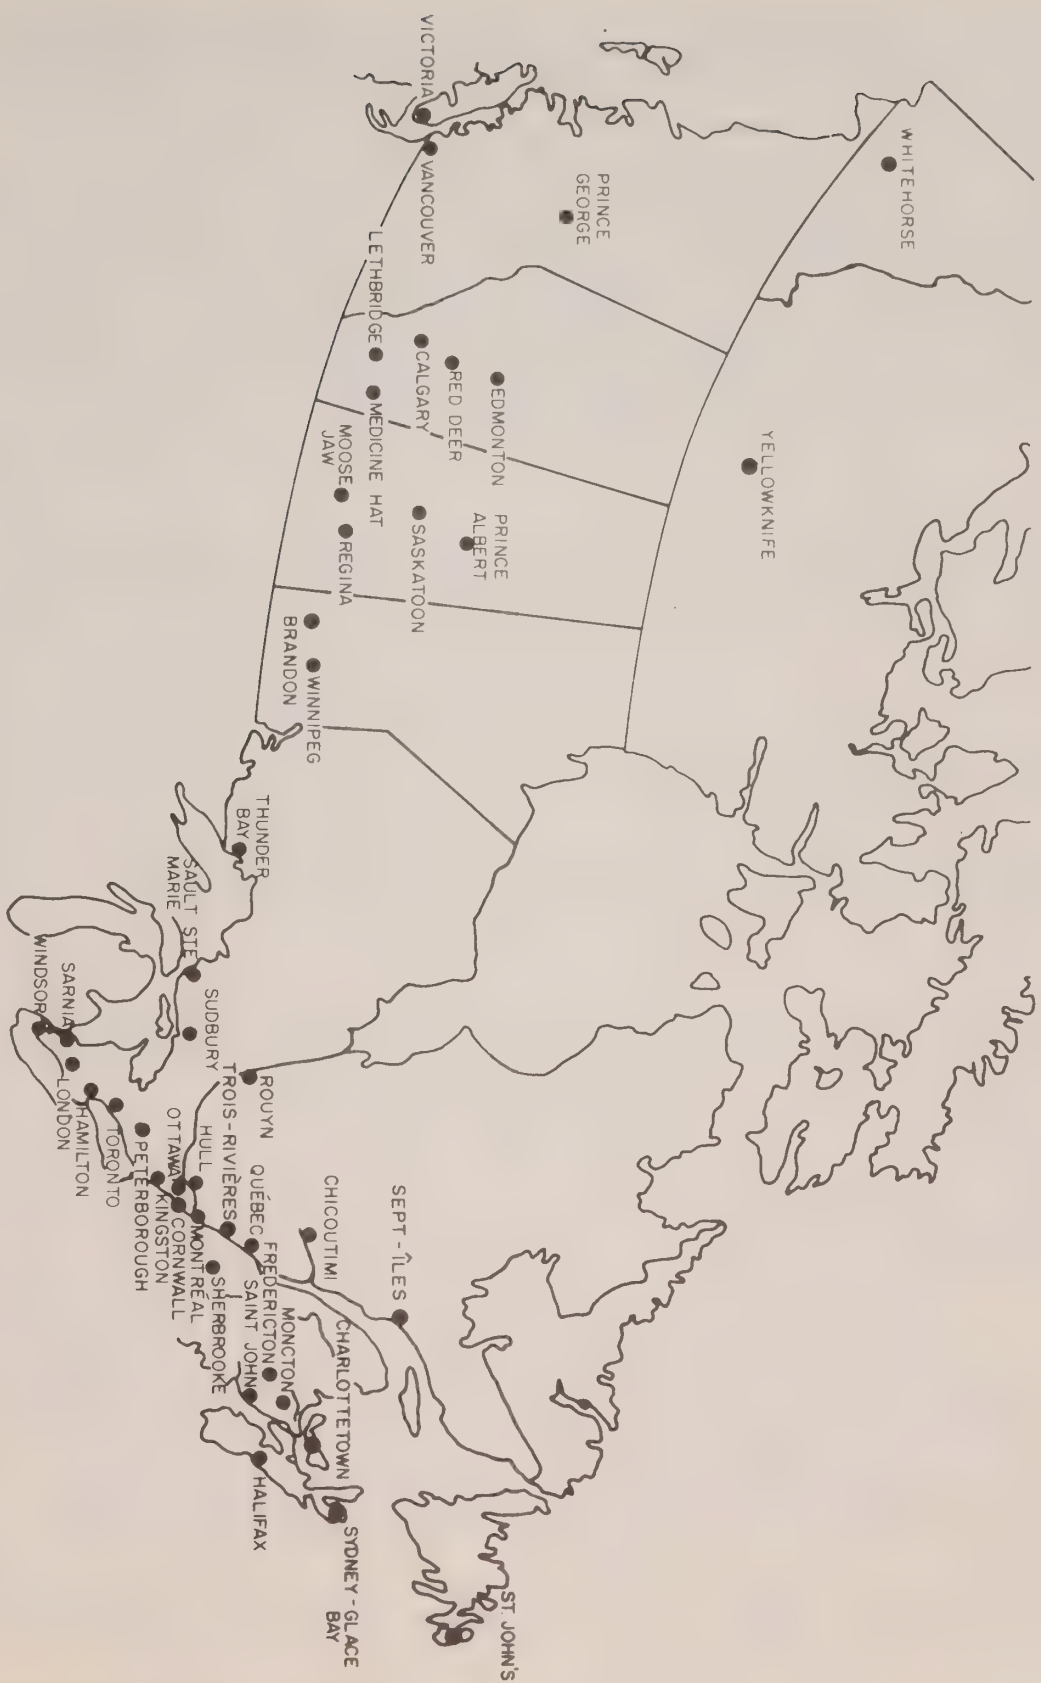 WHITEHORSE
YELLOWKNIFE
PRINCE
GEORGE
VICTORIA
VANCOUVER
EDMONTON
RED DEER
CALGARY
LETHBRIDGE
MEDICINE HAT
PRINCE
ALBERT
SASKATOON
MOOSE
JAW
REGINA
BRANDON
WINNIPEG
THUNDER
BAY
SAULT STE
MARIE
SUDBURY
WINDSOR
SARNIA
LONDON
HAMILTON
TORONTO
PETERBOROUGH
KINGSTON
CORNWALL
OTTAWA
HULL
MONTRÉAL
ROUYN
TROIS-RIVIÈRES
QUÉBEC
SHERBROOKE
CHICOUTIMI
SEPT-ÎLES
FREDERICTON
SAINT JOHN
MONCTON
CHARLOTTETOWN
HALIFAX
SYDNEY-GLACE
BAY
ST. JOHN'S